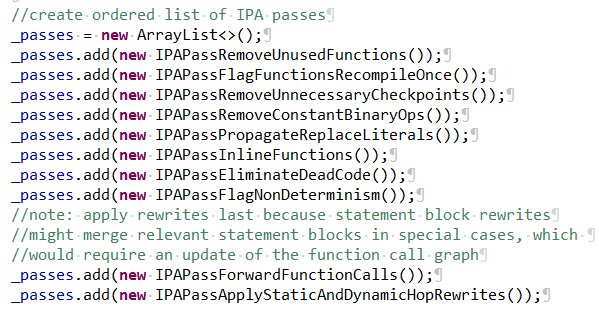 //create ordered list of IPA passes
_passes = new ArrayList<>();
_passes.add(new IPAPassRemoveUnusedFunctions());
_passes.add(new IPAPassFlagFunctionsRecompileOnce());
_passes.add(new IPAPassRemoveUnnecessaryCheckpoints());
_passes.add(new IPAPassRemoveConstantBinaryOps());
_passes.add(new IPAPassPropagateReplaceLiterals());
_passes.add(new IPAPassInlineFunctions());
_passes.add(new IPAPassEliminateDeadCode());
_passes.add(new IPAPassFlagNonDeterminism());
//note: apply rewrites last because statement block rewrites
//might merge relevant statement blocks in special cases, which
//would require an update of the function call graph
_passes.add(new IPAPassForwardFunctionCalls());
_passes.add(new IPAPassApplyStaticAndDynamicHopRewrites());